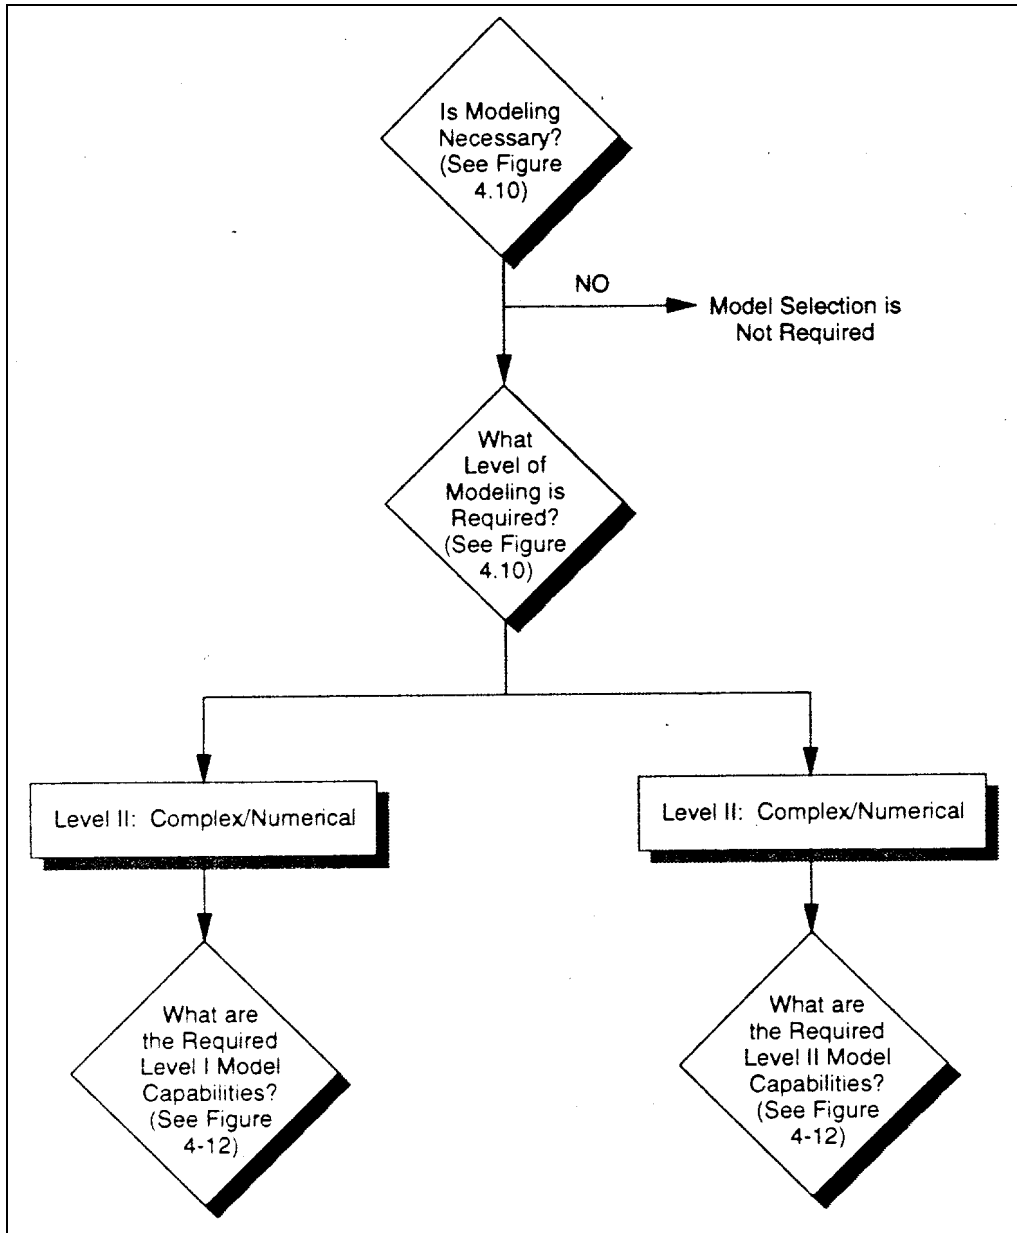 Is Modeling
Necessary?
(See Figure
4.10)
NO
Model Selection is
Not Required
What
Level of
Modeling is
Required?
(See Figure
4.10)
Level II: Complex/Numerical
Level II: Complex/Numerical
What are
the Required
Level I Model
Capabilities?
(See Figure
4-12)
What are
the Required
Level II Model
Capabilities?
(See Figure
4-12)